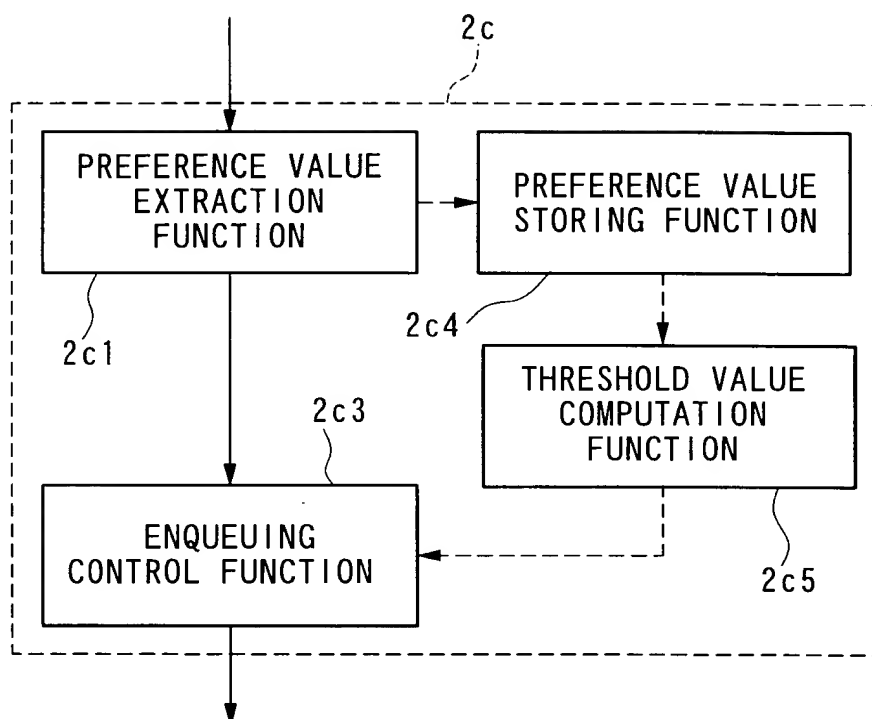 2c
PREFERENCE VALUE
EXTRACTION
FUNCTION
PREFERENCE VALUE
STORING FUNCTION
2c1
2c4
THRESHOLD VALUE
COMPUTATION
FUNCTION
2c3
ENQUEUING
CONTROL FUNCTION
2c5